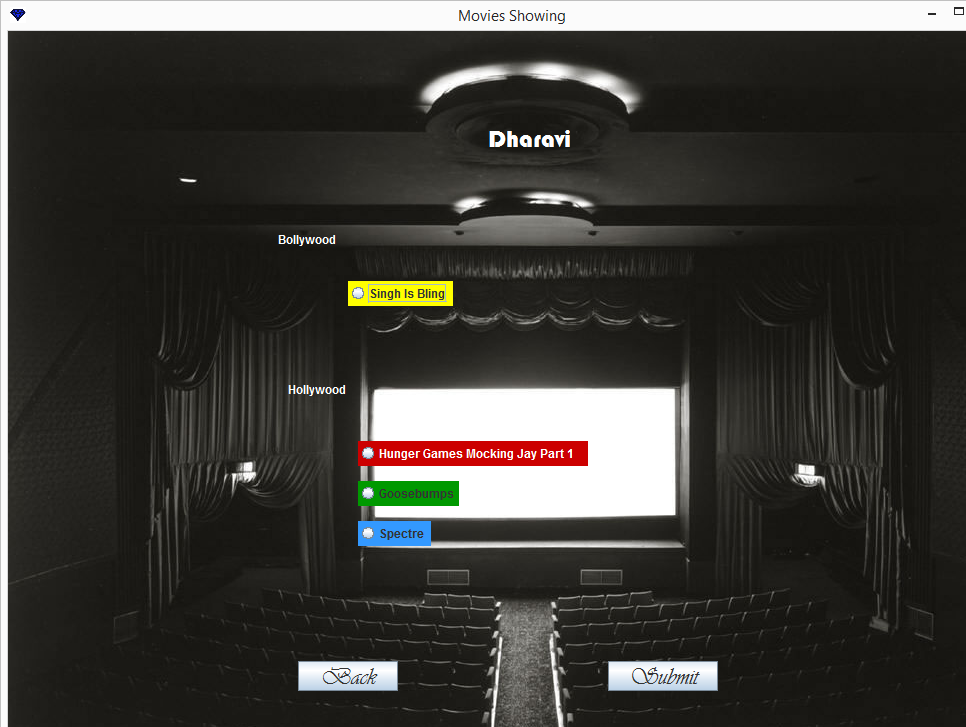 Movies Showing
Dharavi
Bollywood
Singh Is Bling
Hollywood
Hunger Games Mocking Jay Part 1
Goosebumps
Spectre
Back
Submit